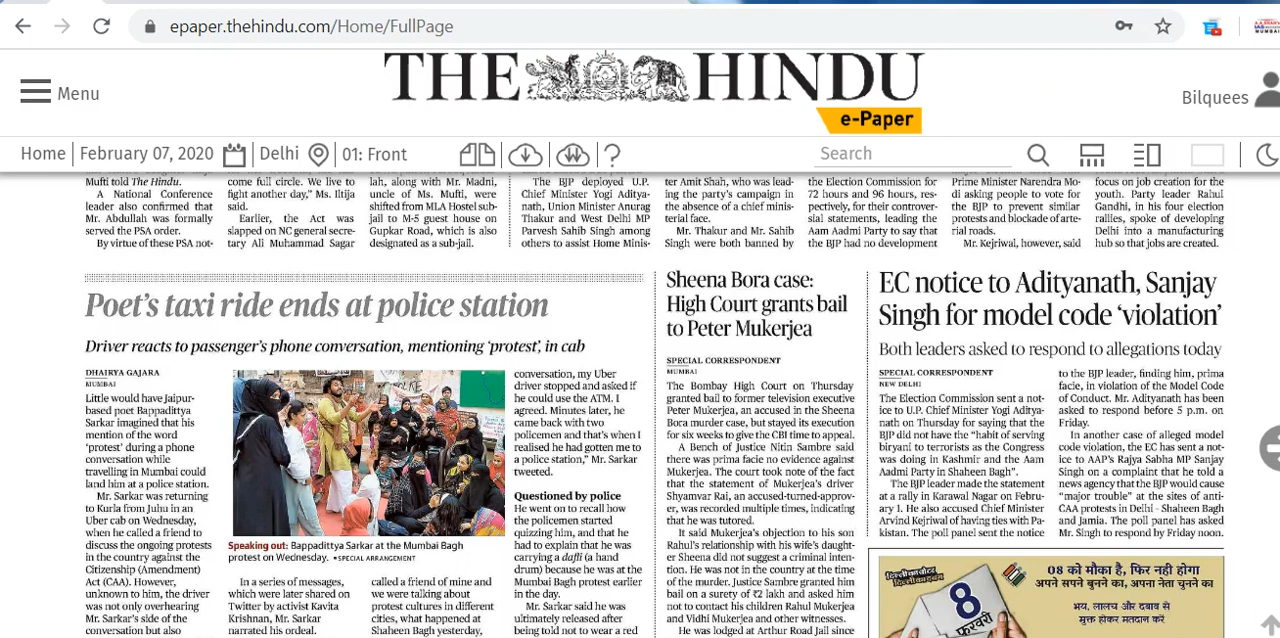 epaper.thehindu.com/Home/FullPage
Menu
THE HINDU
e-Paper
Bilquees
Home
February 07, 2020
Delhi
01: Front
?
Search
Mufti told The Hindu.
A National Conference
leader also confirmed that
Mr. Abdullah was formally
served the PSA order.
By virtue of these PSA not-
come full circle. We live to
fight another day," Ms. Iltija
said.
Earlier, the Act was
slapped on NC general secre-
tary Ali Muhammad Sagar
lah, along with Mr. Madni,
uncle of Ms. Mufti, were
shifted from MLA Hostel sub-
jail to M-5 guest house on
Gupkar Road, which is also
designated as a sub-jail.
The BJP deployed U.P.
Chief Minister Yogi Aditya-
nath, Union Minister Anurag
Thakur and West Delhi MP
Parvesh Sahib Singh among
others to assist Home Minis-
ter Amit Shah, who was lead-
ing the party's campaign in
the absence of a chief minis-
terial face.
Mr. Thakur and Mr. Sahib
Singh were both banned by
the Election Commission for
72 hours and 96 hours, res-
pectively, for their controver-
sial statements, leading the
Aam Aadmi Party to say that
the BJP had no development
Prime Minister Narendra Mo-
di asking people to vote for
the BJP to prevent similar
protests and blockade of arte-
rial roads.
Mr. Kejriwal, however, said
focus on job creation for the
youth. Party leader Rahul
Gandhi, in his four election
rallies, spoke of developing
Delhi into a manufacturing
hub so that jobs are created.
Poet's taxi ride ends at police station
Driver reacts to passenger's phone conversation, mentioning 'protest', in cab
DHAIRYA GAJARA
MUMBAI
Little would have Jaipur-
based poet Bappadittya
Sarkar imagined that his
mention of the word
'protest' during a phone
conversation while
travelling in Mumbai could
land him at a police station.
Mr. Sarkar was returning
to Kurla from Juhu in an
Uber cab on Wednesday,
when he called a friend to
discuss the ongoing protests
in the country against the
Citizenship (Amendment)
Act (CAA). However,
unknown to him, the driver
was not only overhearing
Mr. Sarkar's side of the
conversation but also
Speaking out: Bappadittya Sarkar at the Mumbai Bagh
protest on Wednesday. •SPECIAL ARRANGEMENT
In a series of messages,
which were later shared on
Twitter by activist Kavita
Krishnan, Mr. Sarkar
narrated his ordeal.
called a friend of mine and
we were talking about
protest cultures in different
cities, what happened at
Shaheen Bagh yesterday,
conversation, my Uber
driver stopped and asked if
he could use the ATM. I
agreed. Minutes later, he
came back with two
policemen and that's when I
realised he had gotten me to
a police station," Mr. Sarkar
tweeted.
Questioned by police
He went on to recall how
the policemen started
quizzing him, and that he
had to explain that he was
carrying a daffi (a hand
drum) because he was at the
Mumbai Bagh protest earlier
in the day.
Mr. Sarkar said he was
ultimately released after
being told not to wear a red
Sheena Bora case:
High Court grants bail
to Peter Mukerjea
SPECIAL CORRESPONDENT
MUMBAI
The Bombay High Court on Thursday
granted bail to former television executive
Peter Mukerjea, an accused in the Sheena
Bora murder case, but stayed its execution
for six weeks to give the CBI time to appeal.
A Bench of Justice Nitin Sambre said
there was prima facie no evidence against
Mukerjea. The court took note of the fact
that the statement of Mukerjea's driver
Shyamvar Rai, an accused-turned-approv-
er, was recorded multiple times, indicating
that he was tutored.
It said Mukerjea's objection to his son
Rahul's relationship with his wife's daught-
er Sheena did not suggest a criminal inten-
tion. He was not in the country at the time
of the murder. Justice Sambre granted him
bail on a surety of ₹2 lakh and asked him
not to contact his children Rahul Mukerjea
and Vidhi Mukerjea and other witnesses.
He was lodged at Arthur Road Jail since
EC notice to Adityanath, Sanjay
Singh for model code 'violation'
Both leaders asked to respond to allegations today
SPECIAL CORRESPONDENT
NEW DELHI
The Election Commission sent a not-
ice to U.P. Chief Minister Yogi Aditya-
nath on Thursday for saying that the
BJP did not have the "habit of serving
biryani to terrorists as the Congress
was doing in Kashmir and the Aam
Aadmi Party in Shaheen Bagh".
The BJP leader made the statement
at a rally in Karawal Nagar on Febru-
ary 1. He also accused Chief Minister
Arvind Kejriwal of having ties with Pa-
kistan. The poll panel sent the notice
to the BJP leader, finding him, prima
facie, in violation of the Model Code
of Conduct. Mr. Adityanath has been
asked to respond before 5 p.m. on
Friday.
In another case of alleged model
code violation, the EC has sent a not-
ice to AAP's Rajya Sabha MP Sanjay
Singh on a complaint that he told a
news agency that the BJP would cause
"major trouble" at the sites of anti-
CAA protests in Delhi – Shaheen Bagh
and Jamia. The poll panel has asked
Mr. Singh to respond by Friday noon.
8
फरवरी
08 को मौका है, फिर नही होगा
अपने सपने बुनने का, अपना नेता चुनने का
भय, लालच और दबाव से
मुक्त होकर मतदान करें